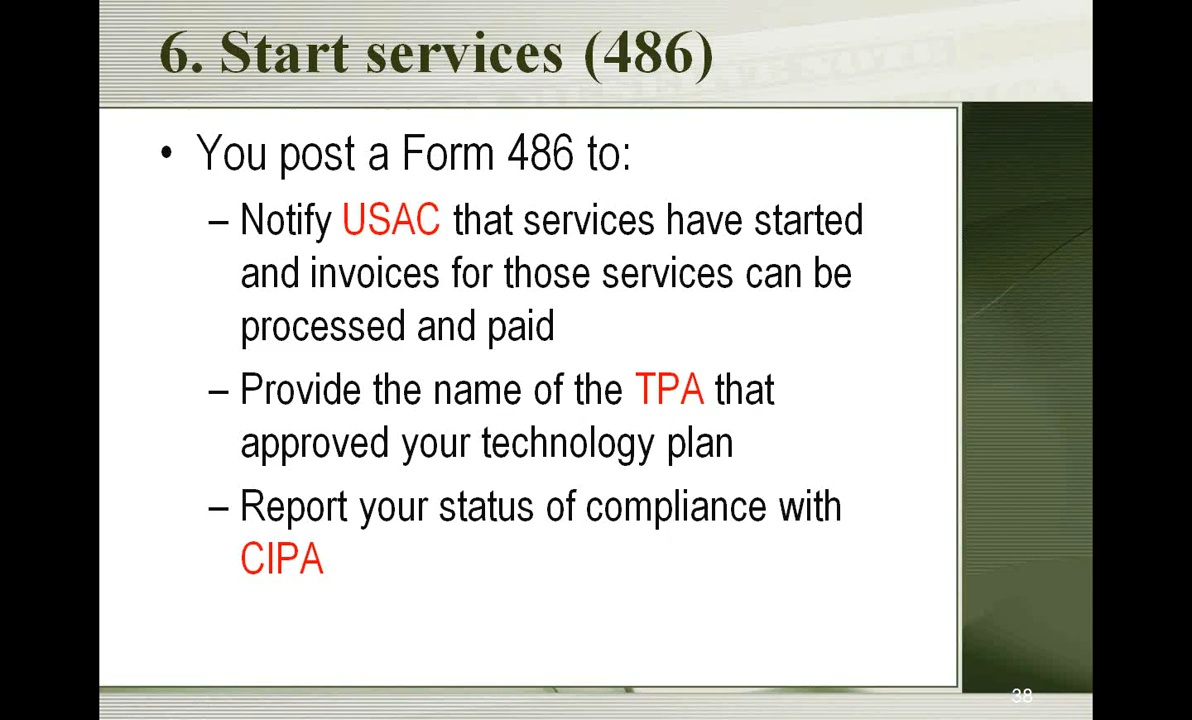 6. Start services (486)
• You post a Form 486 to:
– Notify USAC that services have started
and invoices for those services can be
processed and paid
– Provide the name of the TPA that
approved your technology plan
– Report your status of compliance with
CIPA
38